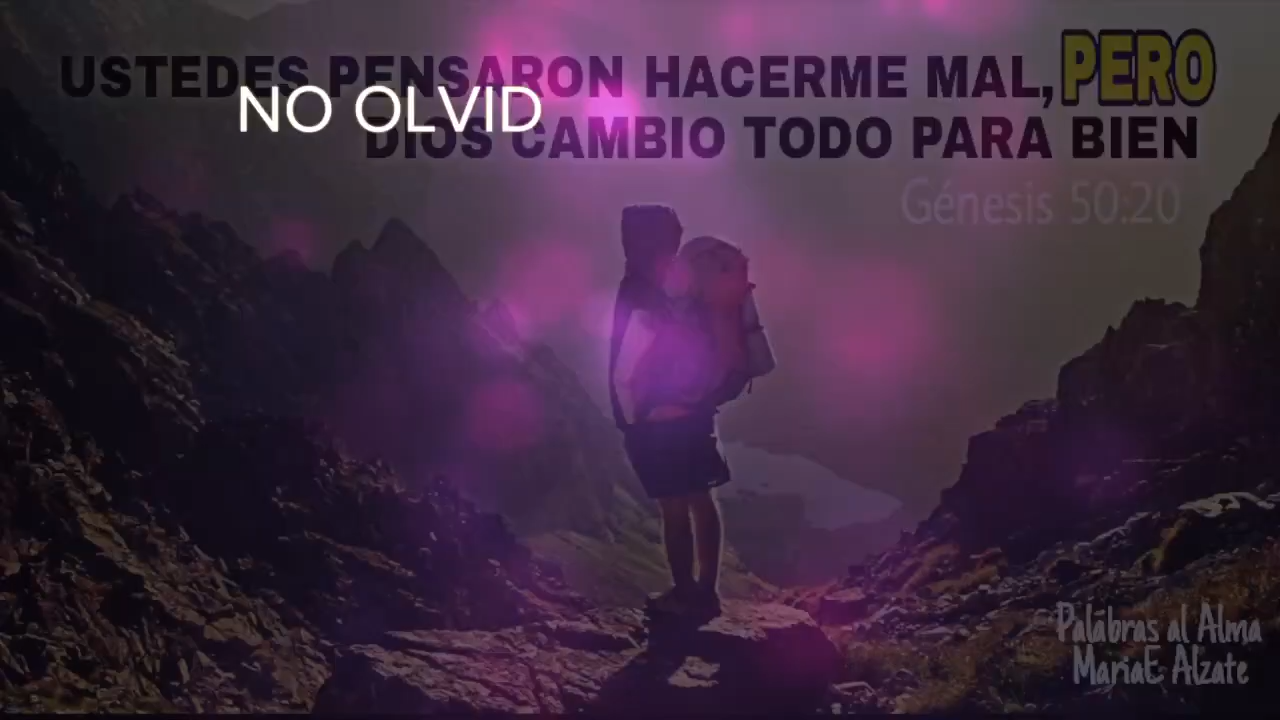 USTEDES PENSARON HACERME MAL, PERO
NO OLVID
DIOS CAMBIO TODO PARA BIEN
Génesis 50:20
Palabras al Alma
MariaE Alzate